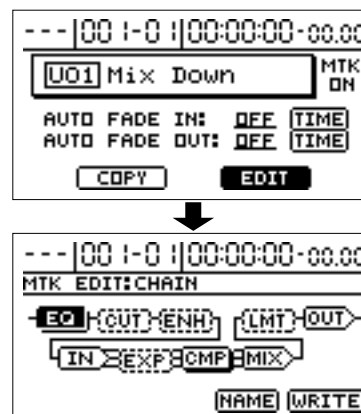 --- 001-01 00:00:00-00.00
U01 Mix Down MTK ON
AUTO FADE IN: OFF TIME
AUTO FADE OUT: OFF TIME
COPY EDIT
--- 001-01 00:00:00-00.00
MTK EDIT:CHAIN
EQ CUT ENH LMT OUT
IN EXP CMP MIX
NAME WRITE